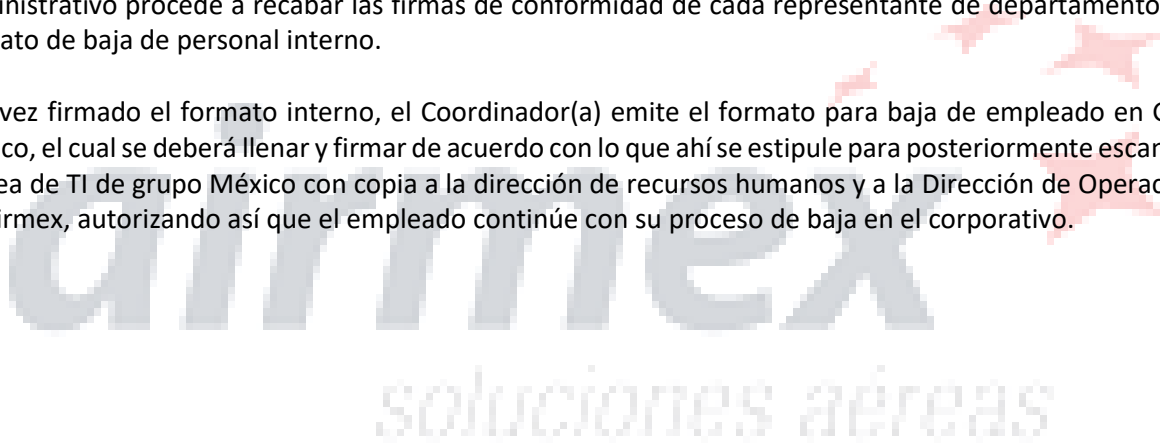 ministrativo procede a recabar las firmas de conformidad de cada representante de departamento
ato de baja de personal interno.
vez firmado el formato interno, el Coordinador(a) emite el formato para baja de empleado en
ico, el cual se deberá llenar y firmar de acuerdo con lo que ahí se estipule para posteriormente escan
ea de TI de grupo México con copia a la dirección de recursos humanos y a la Dirección de Operac
irmex, autorizando así que el empleado continúe con su proceso de baja en el corporativo.
airmex
soluciones aéreas